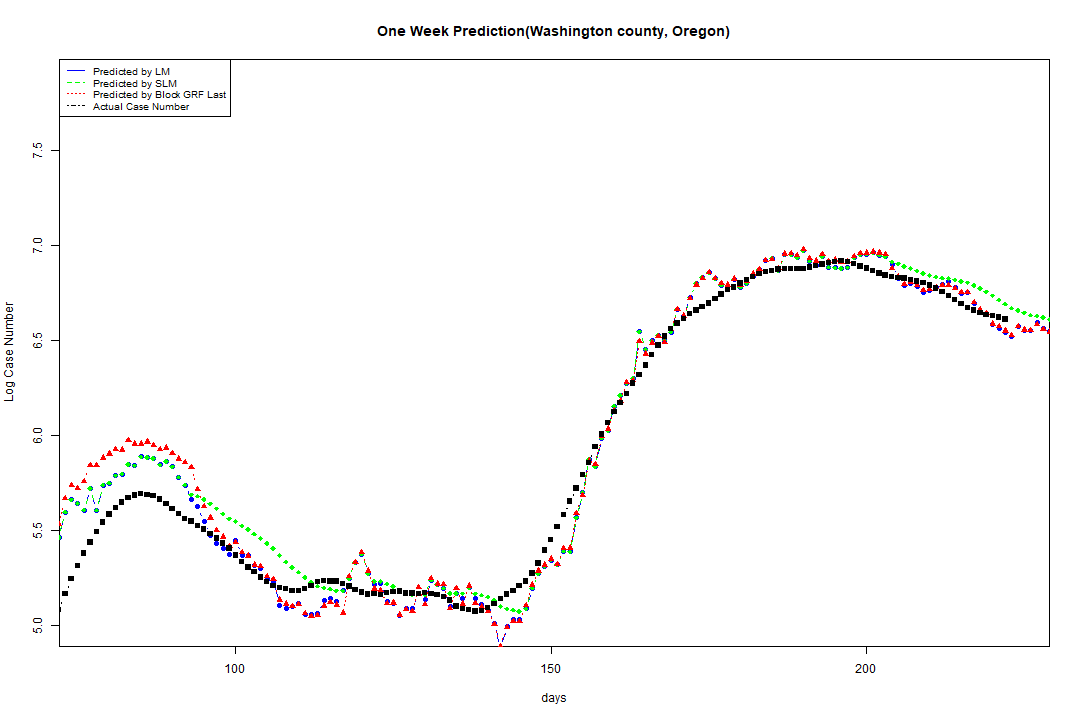 One Week Prediction(Washington county, Oregon)
Predicted by LM
Predicted by SLM
Predicted by Block GRF Last
Actual Case Number
7.5
7.0
6.5
6.0
5.5
5.0
Log Case Number
100
150
200
days